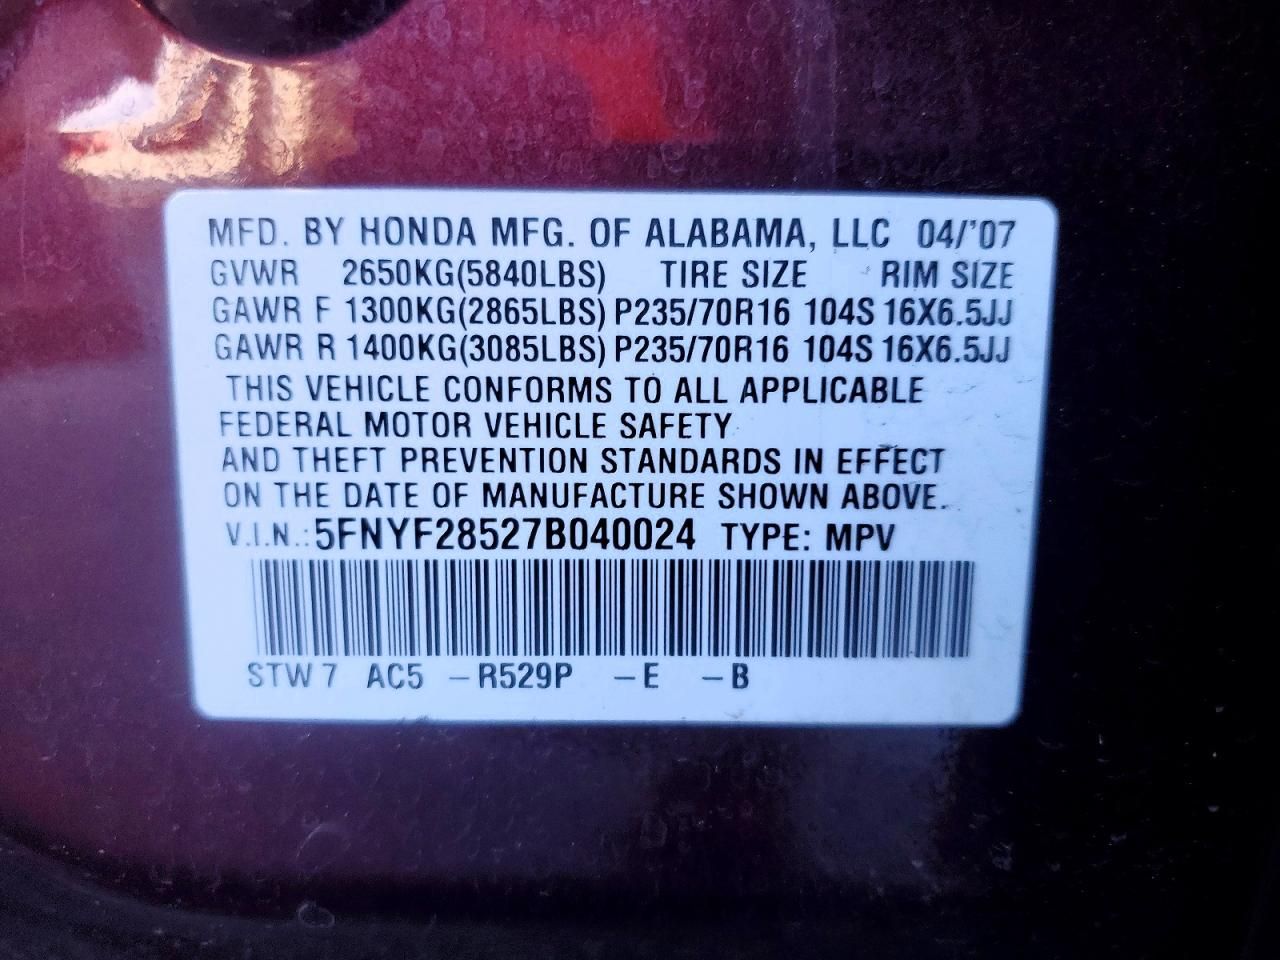 MFD. BY HONDA MFG. OF ALABAMA, LLC 04/'07
GVWR 2650KG(5840LBS) TIRE SIZE RIM SIZE
GAWR F 1300KG(2865LBS) P235/70R16 104S 16X6.5JJ
GAWR R 1400KG(3085LBS) P235/70R16 104S 16X6.5JJ
THIS VEHICLE CONFORMS TO ALL APPLICABLE
FEDERAL MOTOR VEHICLE SAFETY
AND THEFT PREVENTION STANDARDS IN EFFECT
ON THE DATE OF MANUFACTURE SHOWN ABOVE.
V.I.N.: 5FNYF28527B040024 TYPE: MPV
STW7 AC5 -R529P -E -B